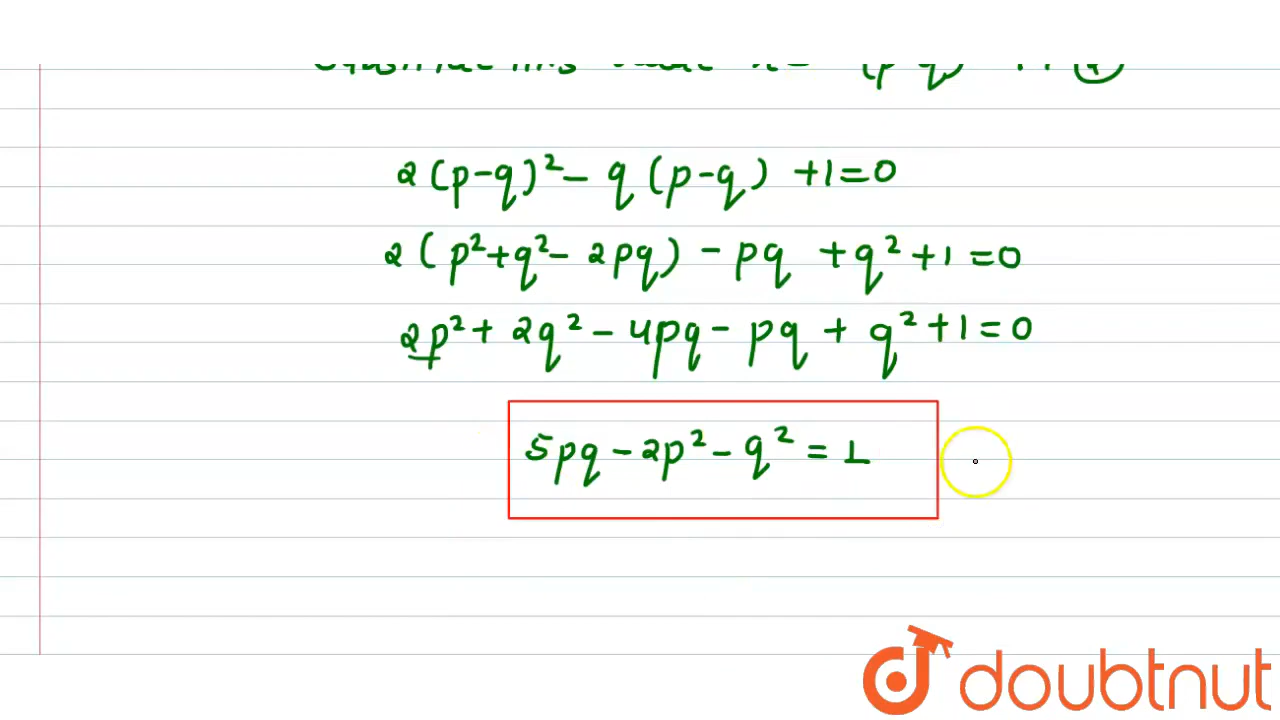 2(p-q)² - q(p-q) +1=0
2(p²+q²- 2pq) - pq +q²+1=0
2p²+ 2q² - 4pq - pq + q²+1=0
5pq - 2p² - q² = 1
doubtnut